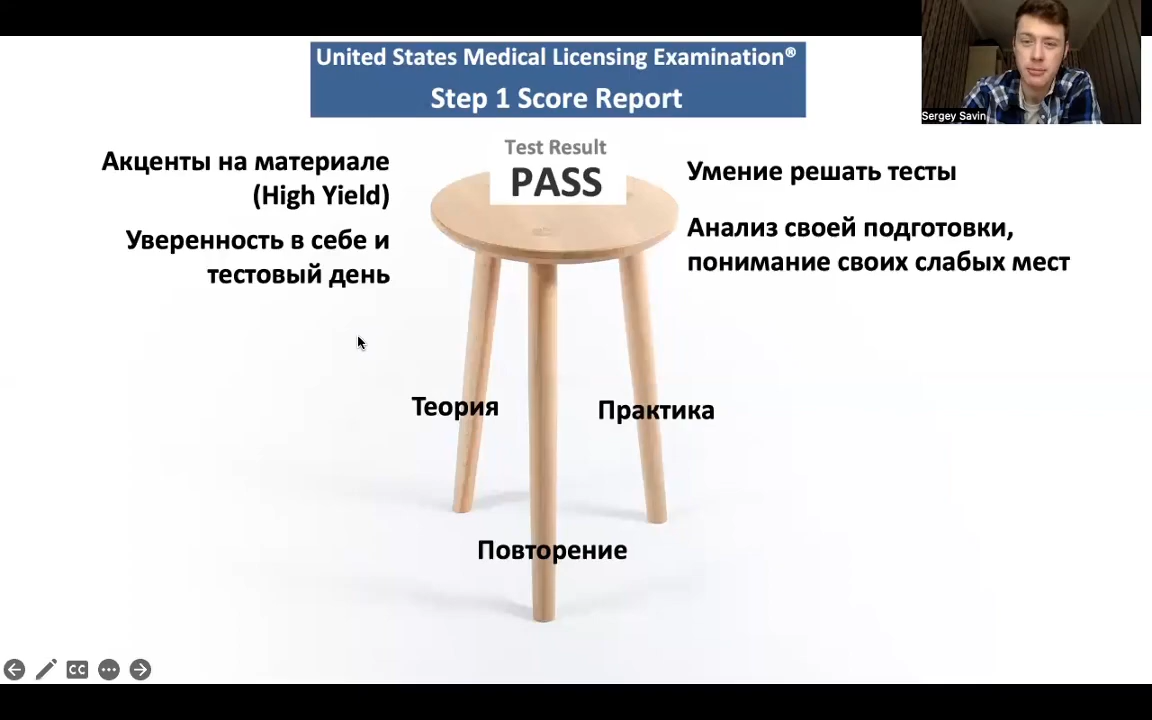 United States Medical Licensing Examination®
Step 1 Score Report
Sergey Savin
Test Result
PASS
Акценты на материале
(High Yield)
Уверенность в себе и
тестовый день
Умение решать тесты
Анализ своей подготовки,
понимание своих слабых мест
Теория
Практика
Повторение
CC